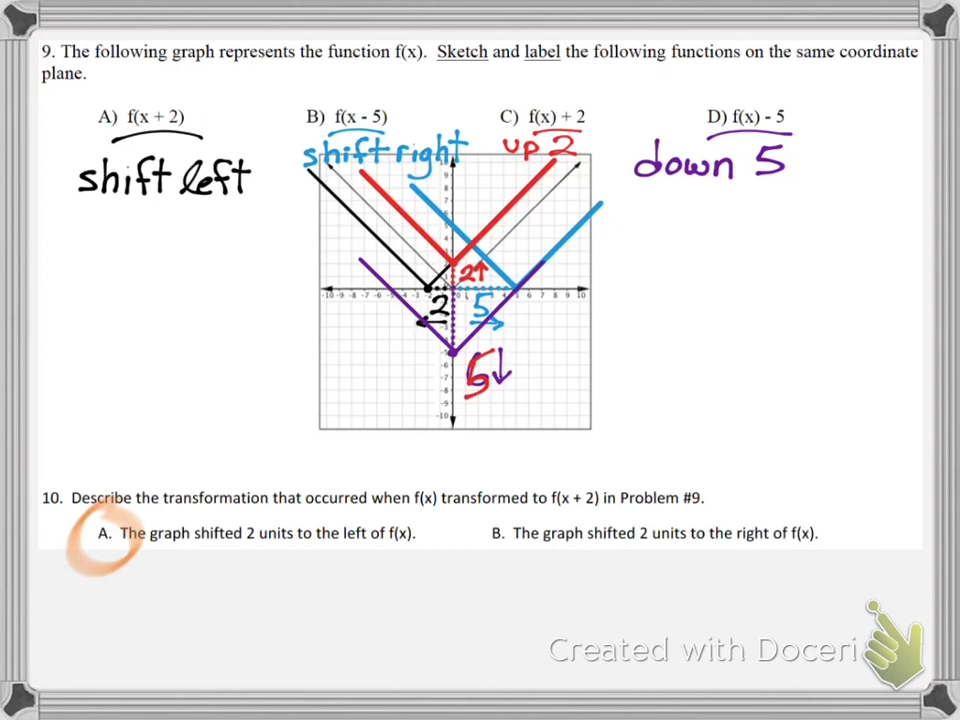 9. The following graph represents the function f(x). Sketch and label the following functions on the same coordinate
plane.
A) f(x + 2) B) f(x - 5) C) f(x) + 2 D) f(x) - 5
shift left shift right up 2 down 5
2↑
2 5
5↓
10. Describe the transformation that occurred when f(x) transformed to f(x + 2) in Problem #9.
A. The graph shifted 2 units to the left of f(x). B. The graph shifted 2 units to the right of f(x).
Created with Doceri